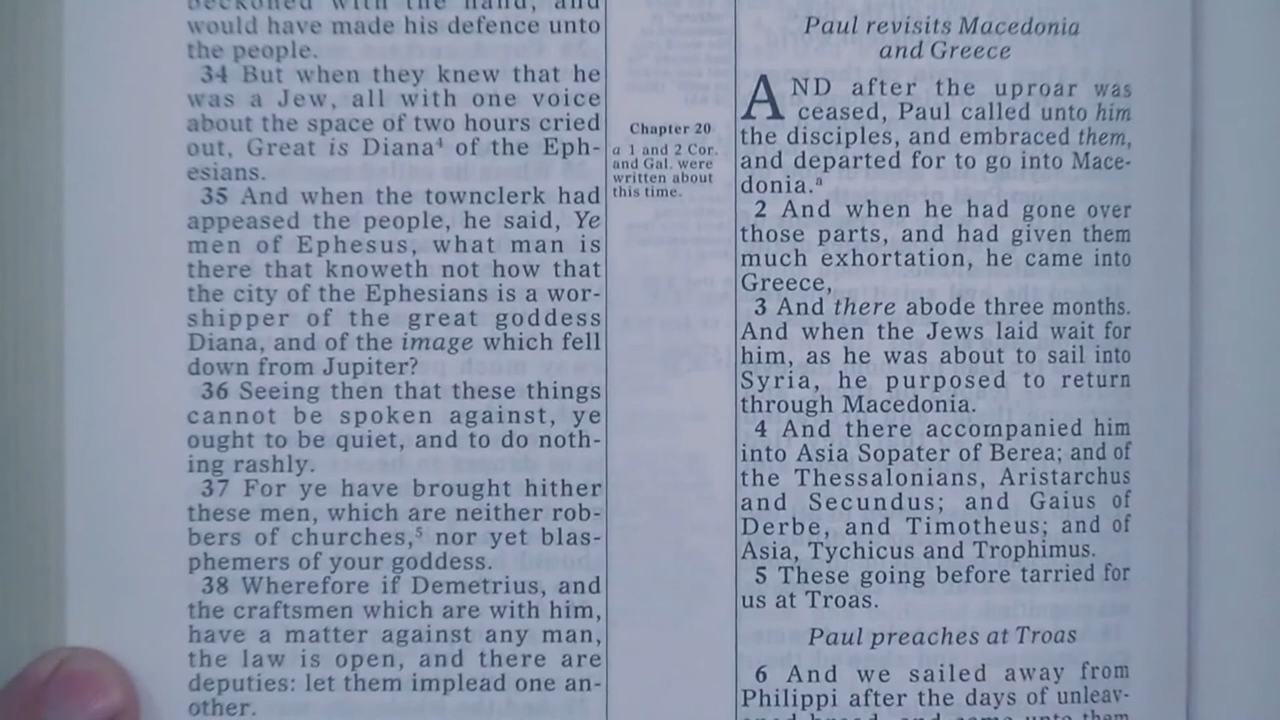 beckoned with the hand, and
would have made his defence unto
the people.
34 But when they knew that he
was a Jew, all with one voice
about the space of two hours cried
out, Great is Diana⁴ of the Eph-
esians.
35 And when the townclerk had
appeased the people, he said, Ye
men of Ephesus, what man is
there that knoweth not how that
the city of the Ephesians is a wor-
shipper of the great goddess
Diana, and of the image which fell
down from Jupiter?
36 Seeing then that these things
cannot be spoken against, ye
ought to be quiet, and to do noth-
ing rashly.
37 For ye have brought hither
these men, which are neither rob-
bers of churches,⁵ nor yet blas-
phemers of your goddess.
38 Wherefore if Demetrius, and
the craftsmen which are with him,
have a matter against any man,
the law is open, and there are
deputies: let them implead one an-
other.
Chapter 20
a 1 and 2 Cor.
and Gal. were
written about
this time.
Paul revisits Macedonia
and Greece
AND after the uproar was
ceased, Paul called unto him
the disciples, and embraced them,
and departed for to go into Mace-
donia.ᵃ
2 And when he had gone over
those parts, and had given them
much exhortation, he came into
Greece,
3 And there abode three months.
And when the Jews laid wait for
him, as he was about to sail into
Syria, he purposed to return
through Macedonia.
4 And there accompanied him
into Asia Sopater of Berea; and of
the Thessalonians, Aristarchus
and Secundus; and Gaius of
Derbe, and Timotheus; and of
Asia, Tychicus and Trophimus.
5 These going before tarried for
us at Troas.
Paul preaches at Troas
6 And we sailed away from
Philippi after the days of unleav-
ened bread, and came unto them